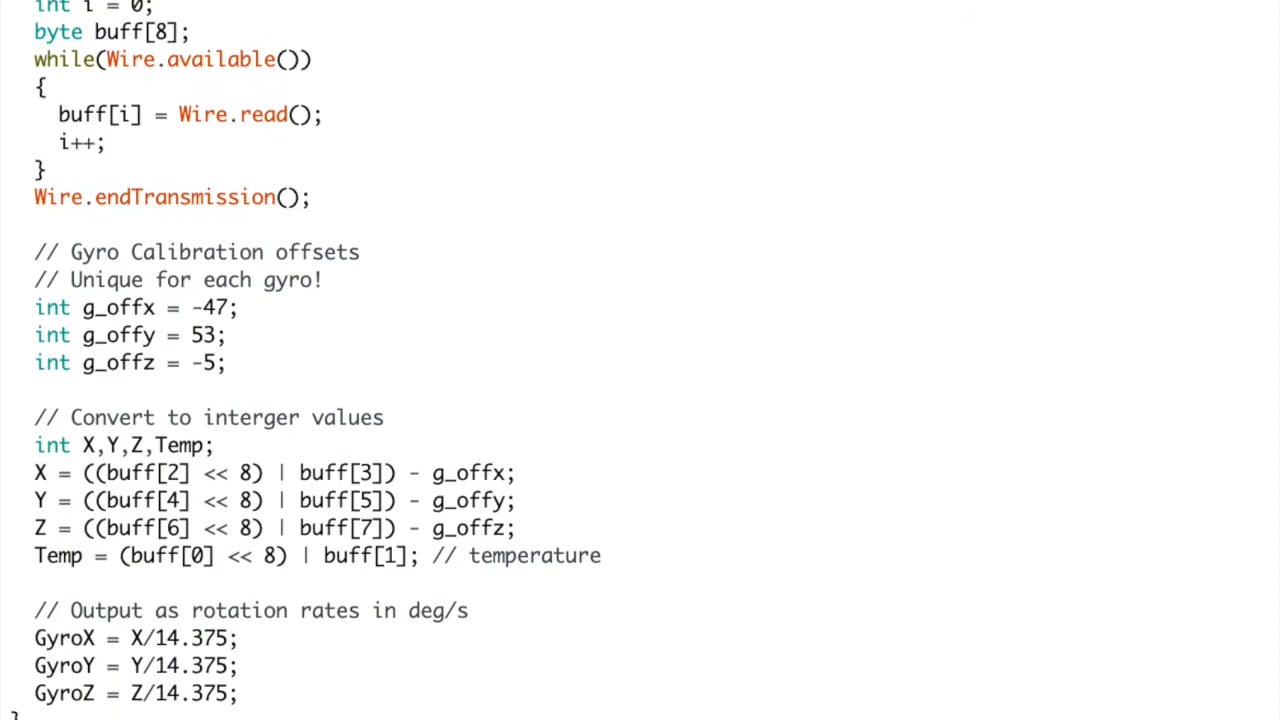 int i = 0;
byte buff[8];
while(Wire.available())
{
buff[i] = Wire.read();
i++;
}
Wire.endTransmission();
// Gyro Calibration offsets
// Unique for each gyro!
int g_offx = -47;
int g_offy = 53;
int g_offz = -5;
// Convert to interger values
int X,Y,Z,Temp;
X = ((buff[2] << 8) | buff[3]) - g_offx;
Y = ((buff[4] << 8) | buff[5]) - g_offy;
Z = ((buff[6] << 8) | buff[7]) - g_offz;
Temp = (buff[0] << 8) | buff[1]; // temperature
// Output as rotation rates in deg/s
GyroX = X/14.375;
GyroY = Y/14.375;
GyroZ = Z/14.375;
}